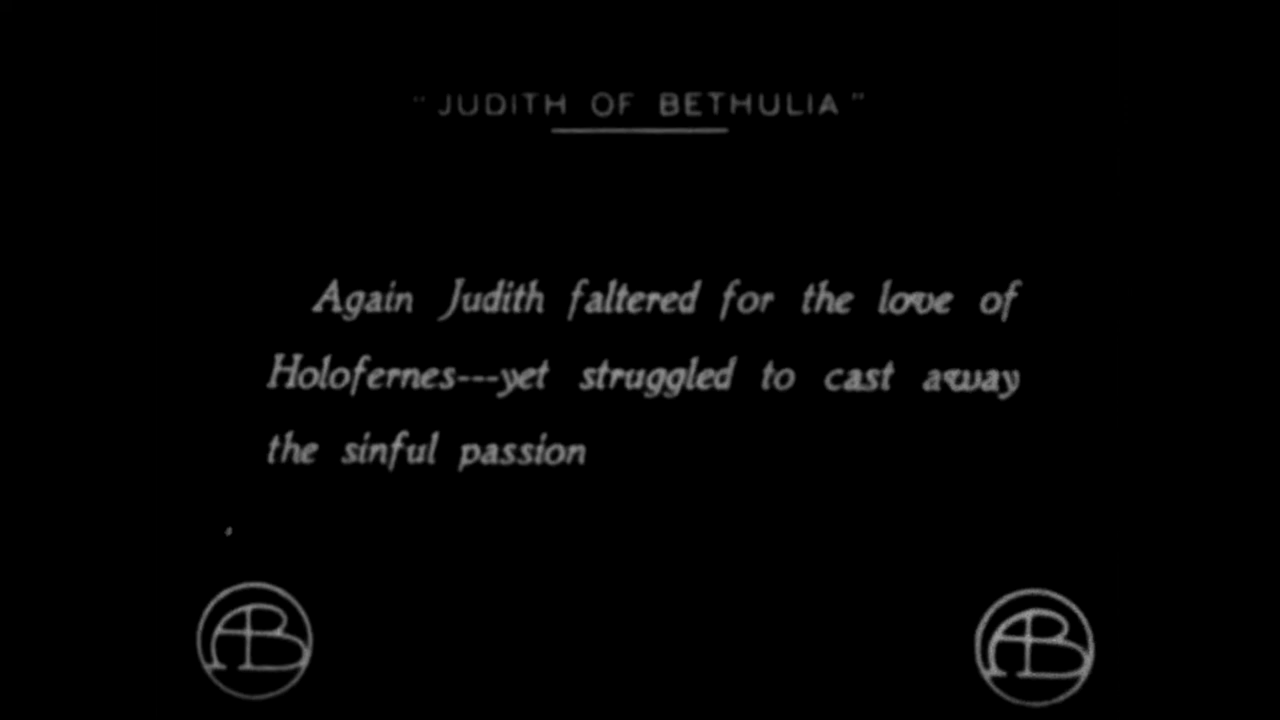 "JUDITH OF BETHULIA"
Again Judith faltered for the love of
Holofernes---yet struggled to cast away
the sinful passion
AB
AB